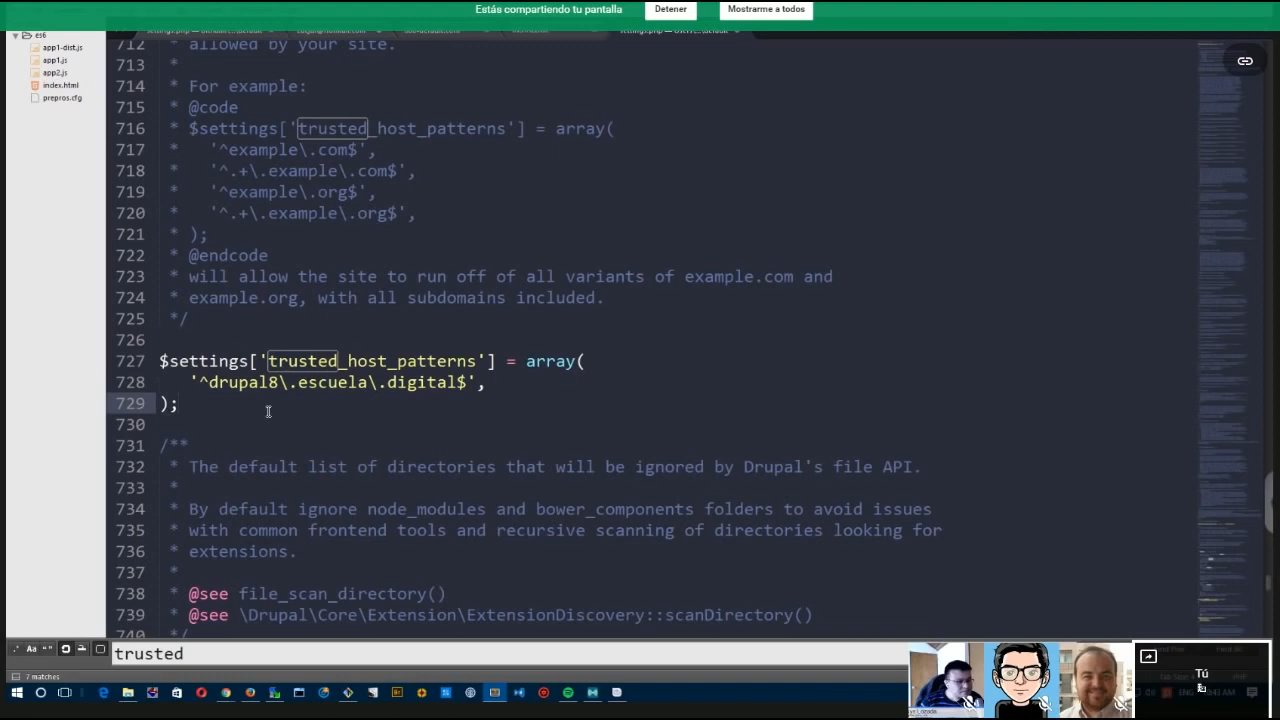 Estás compartiendo tu pantalla Detener Mostrarme a todos
es6
app1-dist.js
app1.js
app2.js
index.html
prepros.cfg
712 * allowed by your site.
713 *
714 * For example:
715 * @code
716 * $settings['trusted_host_patterns'] = array(
717 * '^example\.com$',
718 * '^.+\.example\.com$',
719 * '^example\.org$',
720 * '^.+\.example\.org$',
721 * );
722 * @endcode
723 * will allow the site to run off of all variants of example.com and
724 * example.org, with all subdomains included.
725 */
726
727 $settings['trusted_host_patterns'] = array(
728 '^drupal8\.escuela\.digital$',
729 );
730
731 /**
732 * The default list of directories that will be ignored by Drupal's file API.
733 *
734 * By default ignore node_modules and bower_components folders to avoid issues
735 * with common frontend tools and recursive scanning of directories looking for
736 * extensions.
737 *
738 * @see file_scan_directory()
739 * @see \Drupal\Core\Extension\ExtensionDiscovery::scanDirectory()
740 */
.* Aa "" trusted
7 matches
Tú
ENG